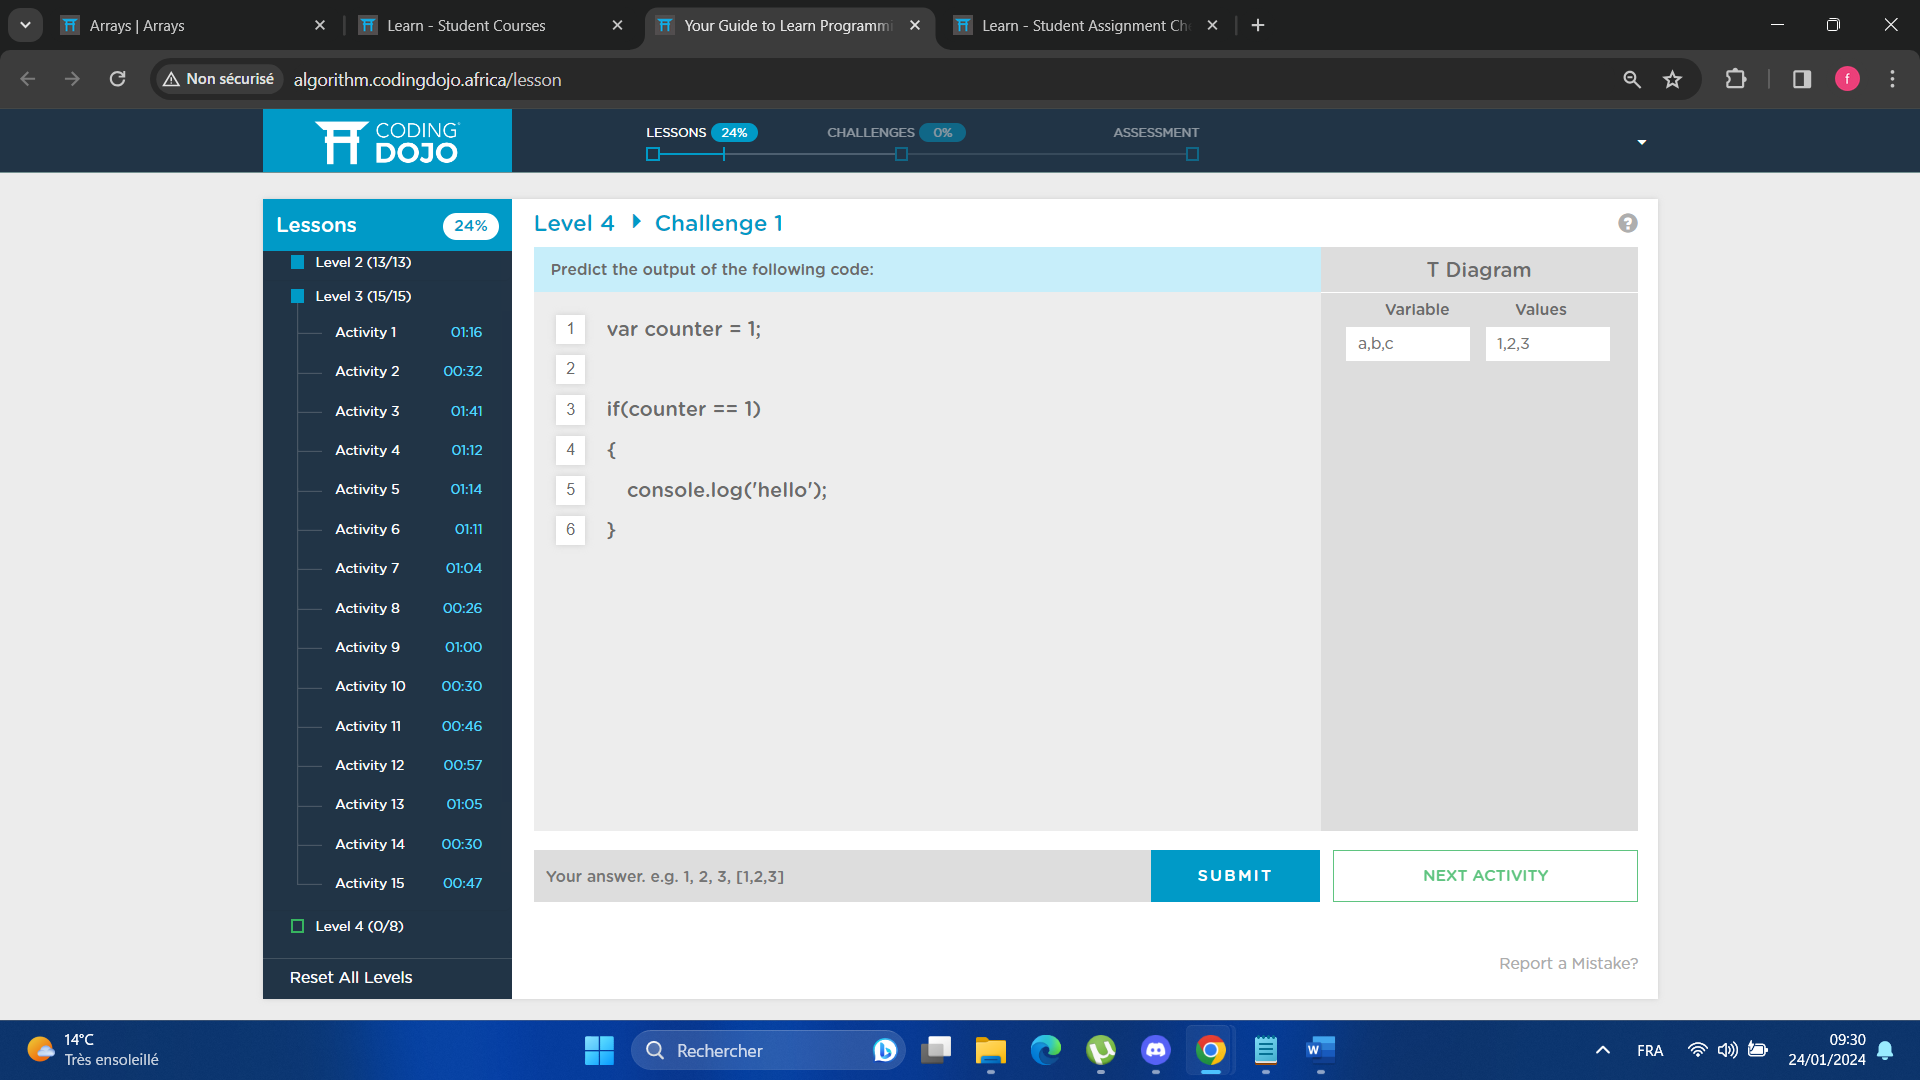 Arrays | Arrays
Learn - Student Courses
Your Guide to Learn Programmi
Learn - Student Assignment Che
Non sécurisé
algorithm.codingdojo.africa/lesson
f
CODING DOJO
LESSONS 24%
CHALLENGES 0%
ASSESSMENT
Lessons 24%
Level 2 (13/13)
Level 3 (15/15)
Activity 1 01:16
Activity 2 00:32
Activity 3 01:41
Activity 4 01:12
Activity 5 01:14
Activity 6 01:11
Activity 7 01:04
Activity 8 00:26
Activity 9 01:00
Activity 10 00:30
Activity 11 00:46
Activity 12 00:57
Activity 13 01:05
Activity 14 00:30
Activity 15 00:47
Level 4 (0/8)
Reset All Levels
Level 4 Challenge 1
?
Predict the output of the following code:
1 var counter = 1;
2
3 if(counter == 1)
4 {
5 console.log('hello');
6 }
T Diagram
Variable Values
a,b,c 1,2,3
Your answer. e.g. 1, 2, 3, [1,2,3]
SUBMIT
NEXT ACTIVITY
Report a Mistake?
14°C
Très ensoleillé
Rechercher
W
FRA
09:30
24/01/2024